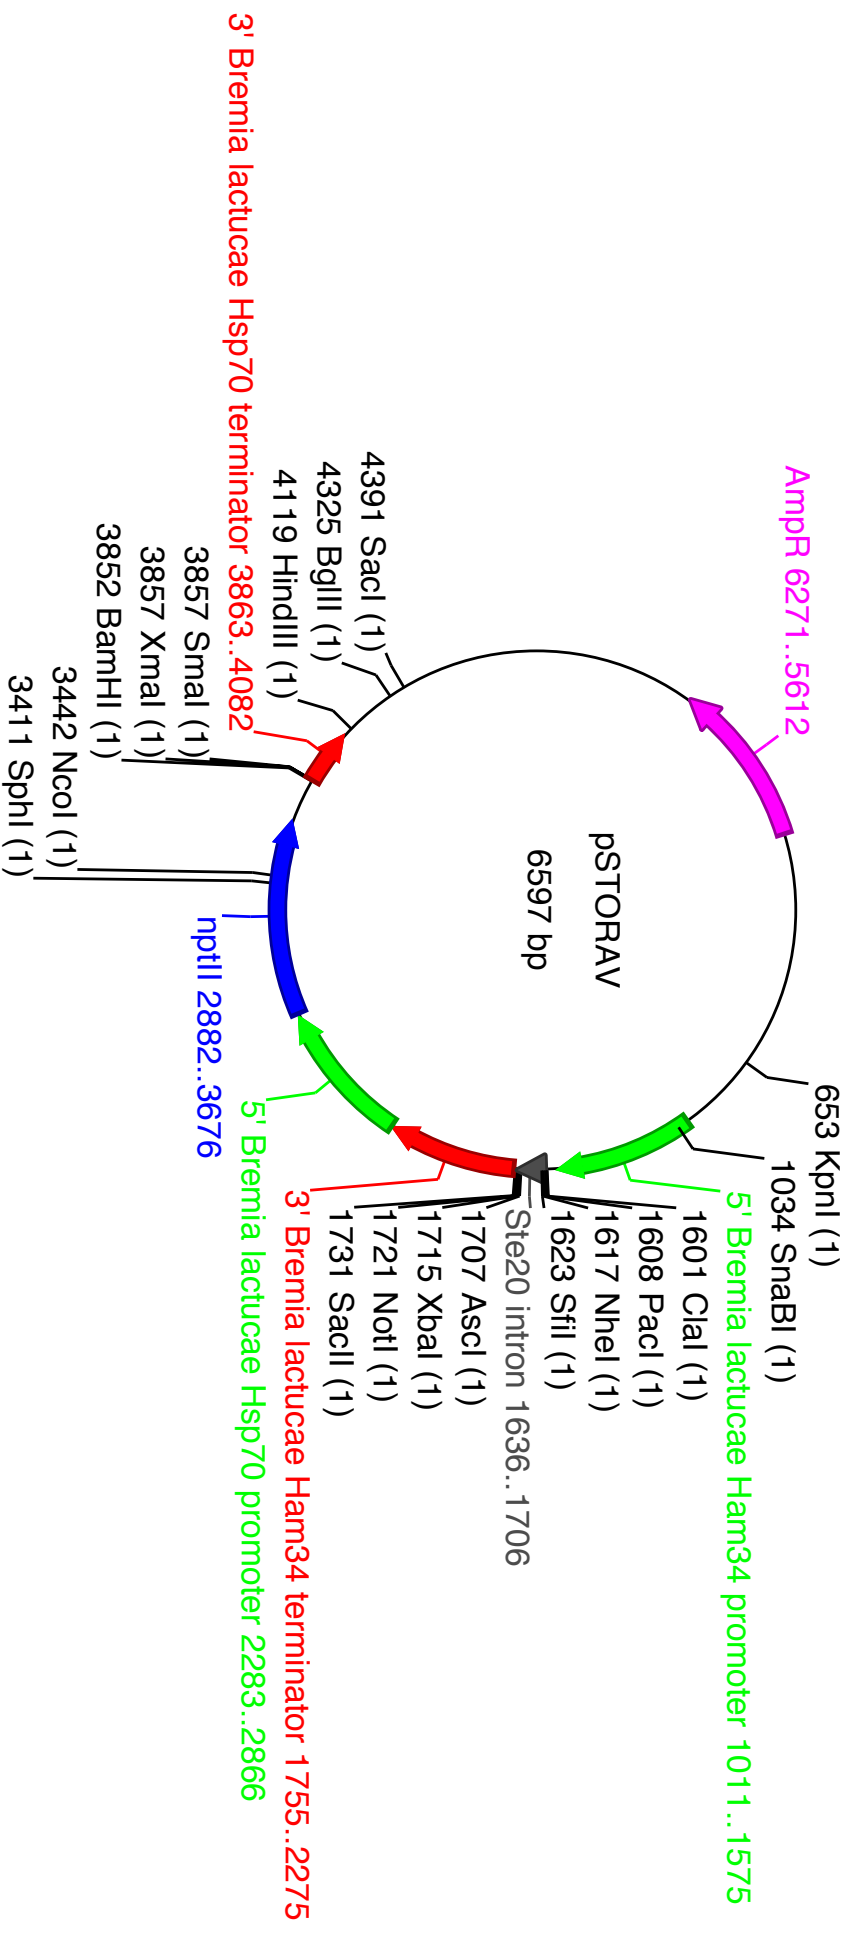 pSTORAV
6597 bp
653 KpnI (1)
1034 SnaBI (1)
5' Bremia lactucae Ham34 promoter 1011..1575
1601 ClaI (1)
1608 PacI (1)
1617 NheI (1)
1623 SfiI (1)
Ste20 intron 1636..1706
1707 AscI (1)
1715 XbaI (1)
1721 NotI (1)
1731 SacII (1)
3' Bremia lactucae Ham34 terminator 1755..2275
5' Bremia lactucae Hsp70 promoter 2283..2866
nptII 2882..3676
3411 SphI (1)
3442 NcoI (1)
3852 BamHI (1)
3857 XmaI (1)
3857 SmaI (1)
3' Bremia lactucae Hsp70 terminator 3863..4082
4119 HindIII (1)
4325 BglII (1)
4391 SacI (1)
AmpR 6271..5612